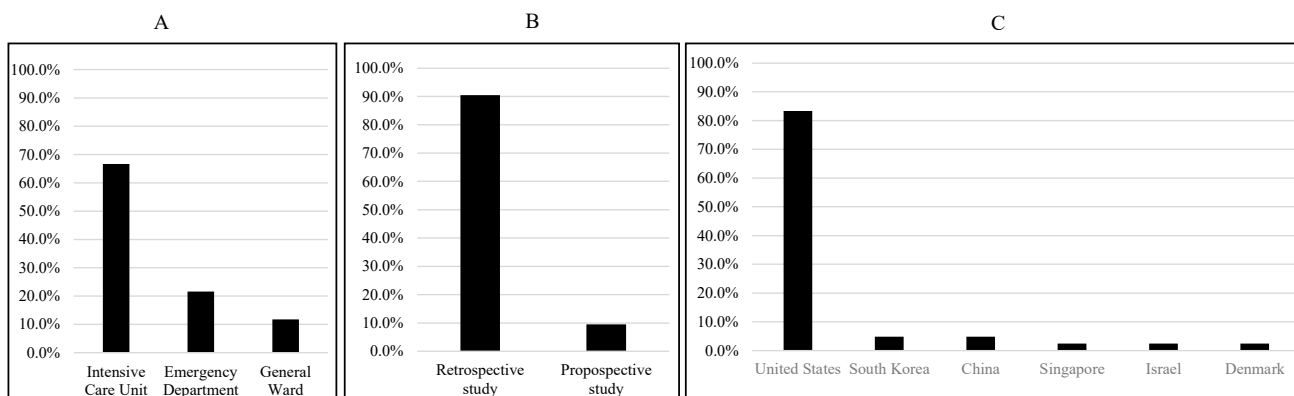 A
100.0%
90.0%
80.0%
70.0%
60.0%
50.0%
40.0%
30.0%
20.0%
10.0%
0.0%
Intensive
Care Unit
Emergency
Department
General
Ward
B
100.0%
90.0%
80.0%
70.0%
60.0%
50.0%
40.0%
30.0%
20.0%
10.0%
0.0%
Retrospective
study
Propospective
study
C
100.0%
90.0%
80.0%
70.0%
60.0%
50.0%
40.0%
30.0%
20.0%
10.0%
0.0%
United States
South Korea
China
Singapore
Israel
Denmark